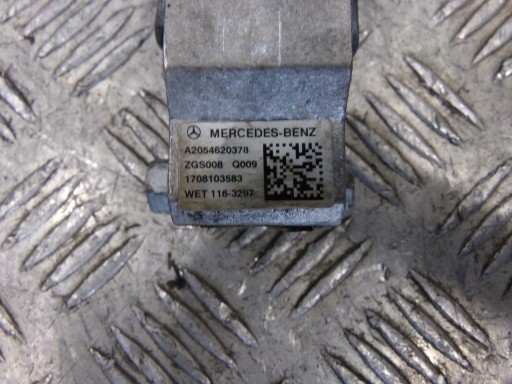 MERCEDES-BENZ
A2054620378
ZGS008 Q009
1708103583
WET 116-3297